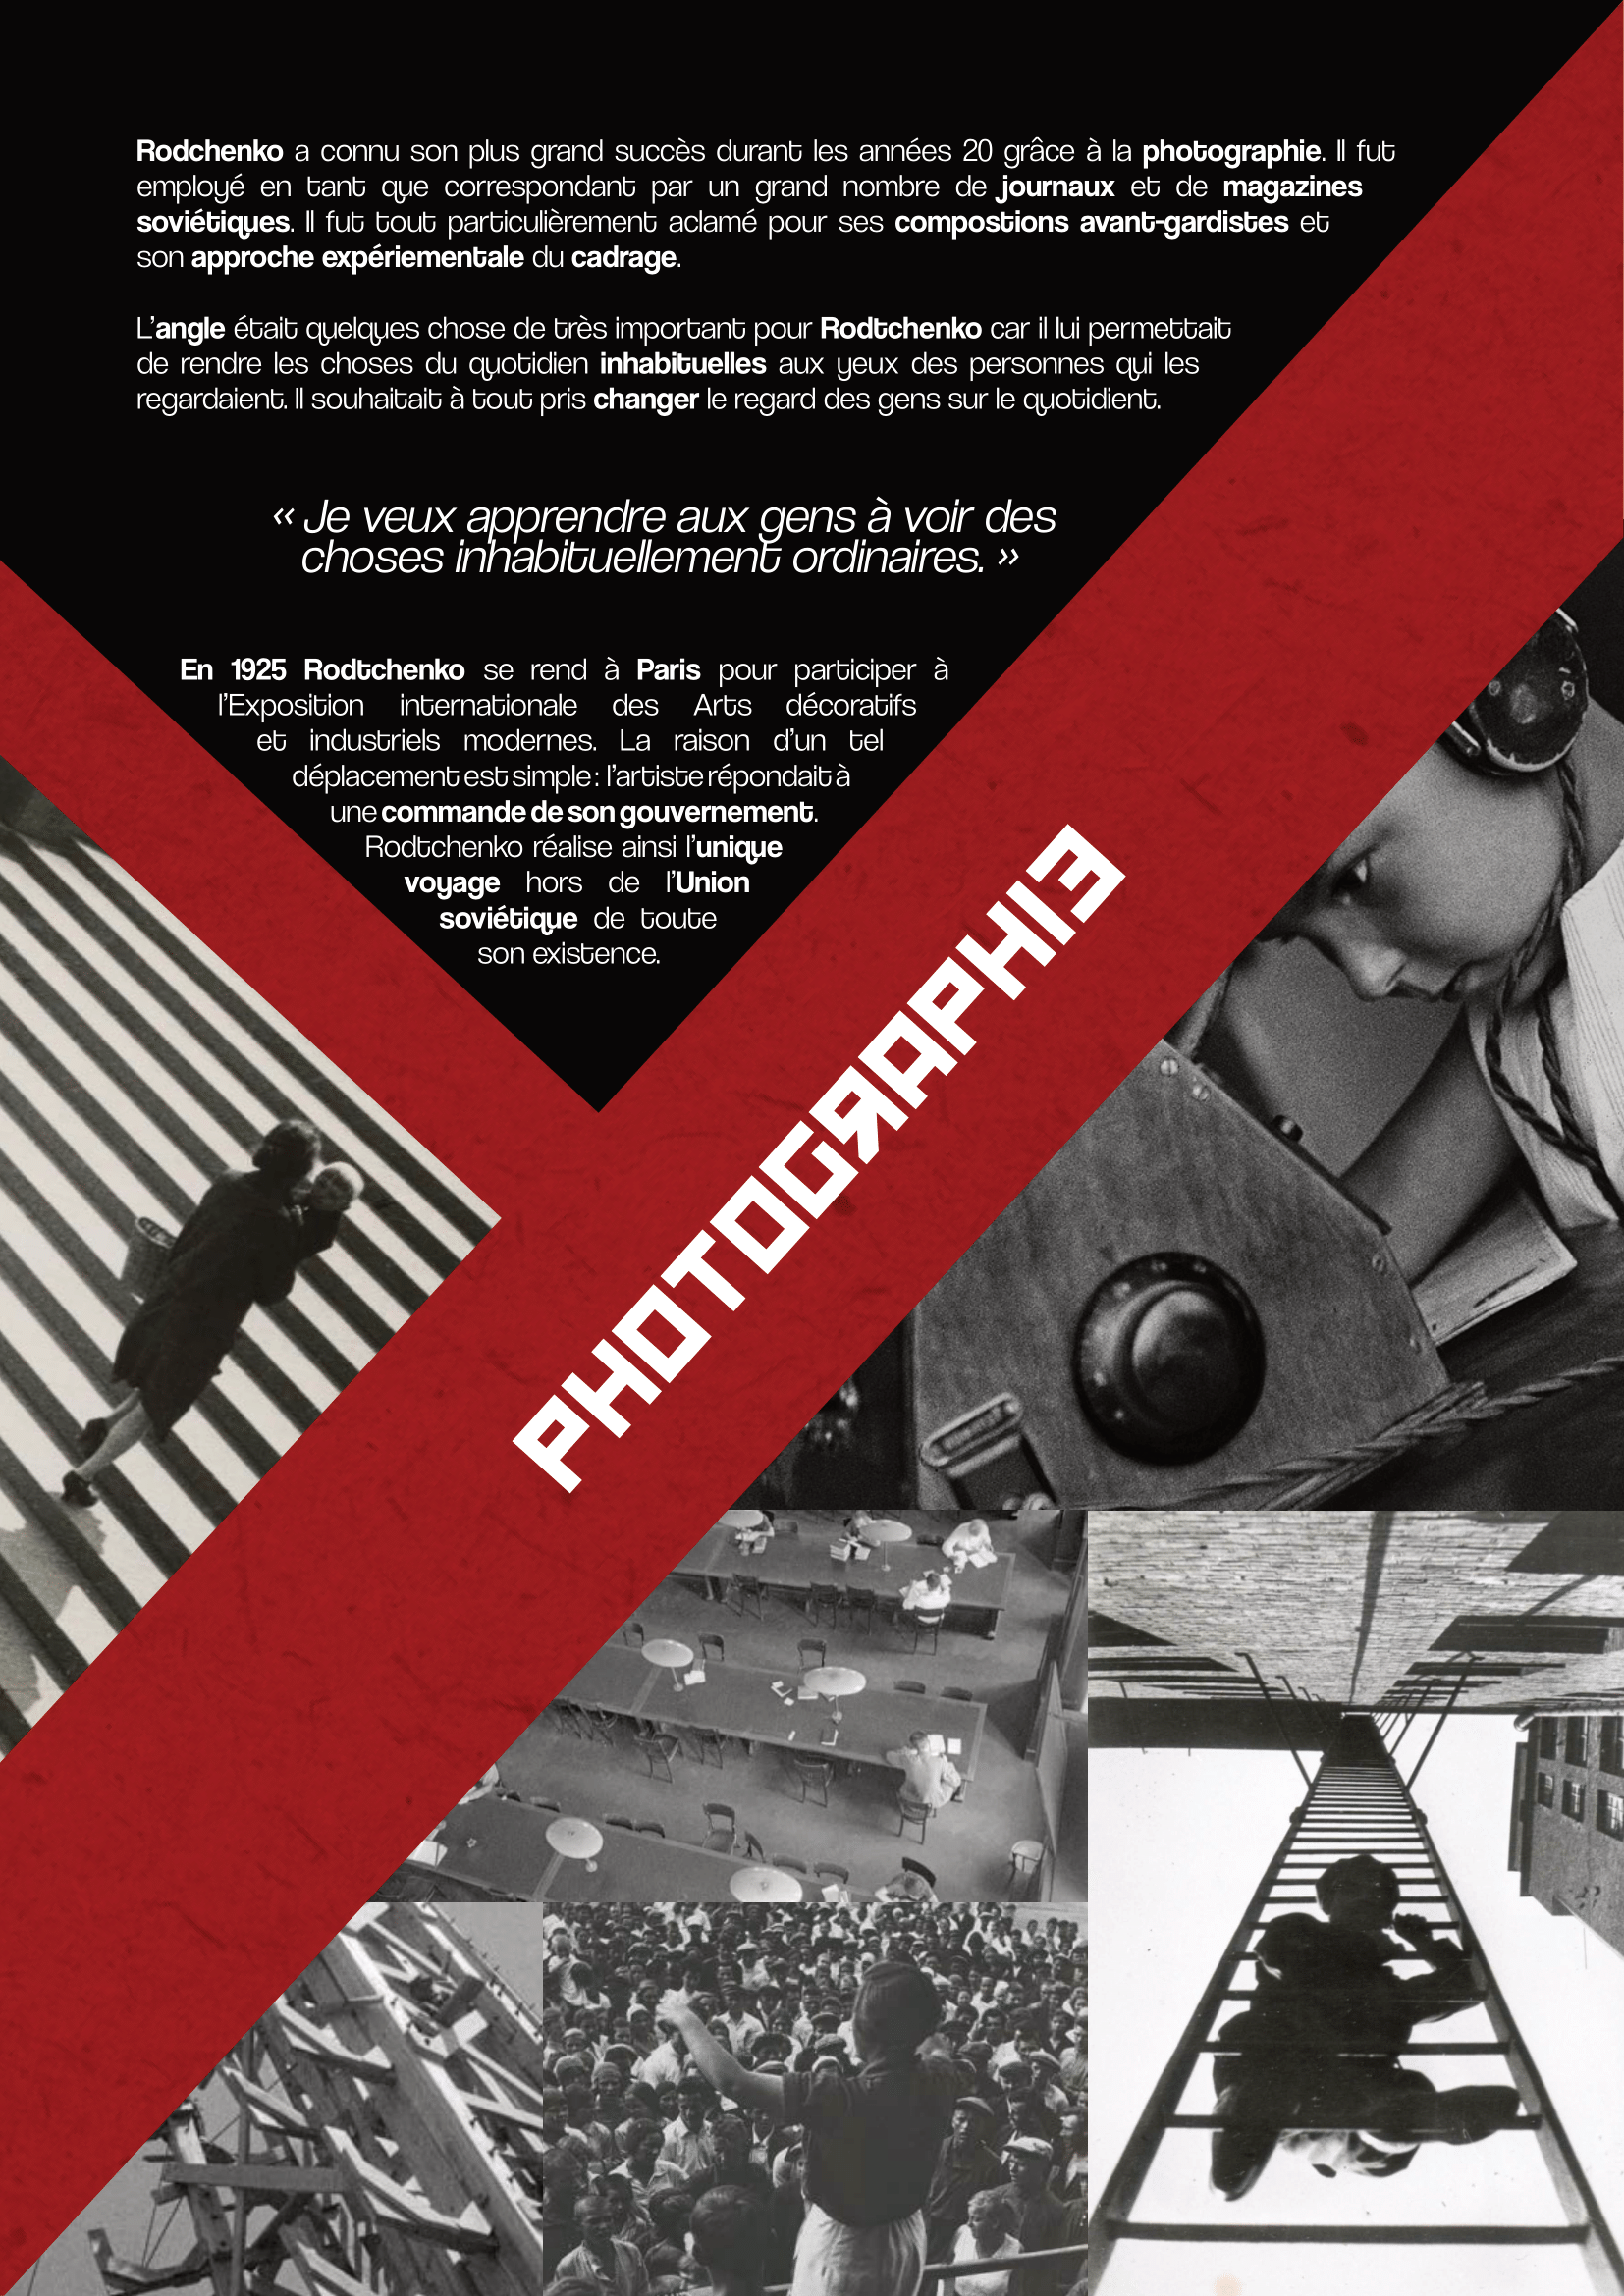 Rodchenko a connu son plus grand succès durant les années 20 grâce à la photographie. Il fut
employé en tant que correspondant par un grand nombre de journaux et de magazines
soviétiques. Il fut tout particulièrement aclamé pour ses compostions avant-gardistes et
son approche expériementale du cadrage.
L’angle était quelques chose de très important pour Rodtchenko car il lui permettait
de rendre les choses du quotidien inhabituelles aux yeux des personnes qui les
regardaient. Il souhaitait à tout pris changer le regard des gens sur le quotidient.
« Je veux apprendre aux gens à voir des
choses inhabituellement ordinaires. »
En 1925 Rodtchenko se rend à Paris pour participer à
l’Exposition internationale des Arts décoratifs
et industriels modernes. La raison d’un tel
déplacement est simple : l’artiste répondait à
une commande de son gouvernement.
Rodtchenko réalise ainsi l’unique
voyage hors de l’Union
soviétique de toute
son existence.
PHOTOGЯAPHIƎ